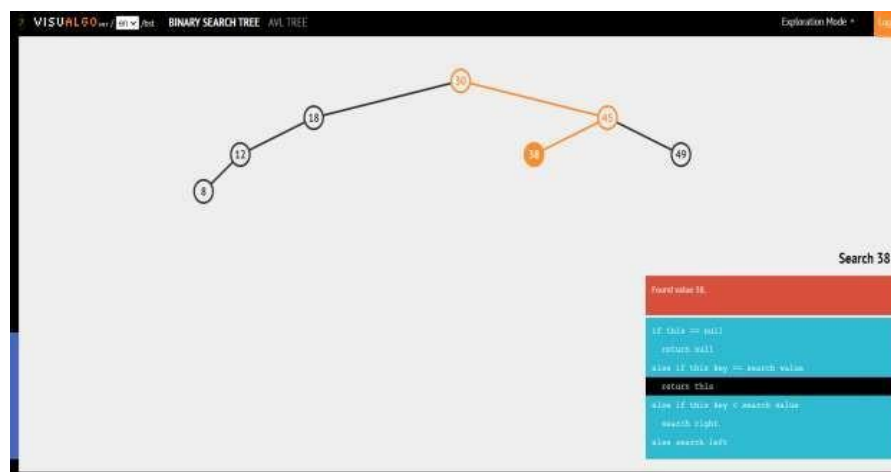 VISUALGO.net / en /bst BINARY SEARCH TREE AVL TREE Exploration Mode
30
18
45
12
38
49
8
Search 38
Found value 38.
if this == null
return null
else if this key == search value
return this
else if this key < search value
search right
else search left